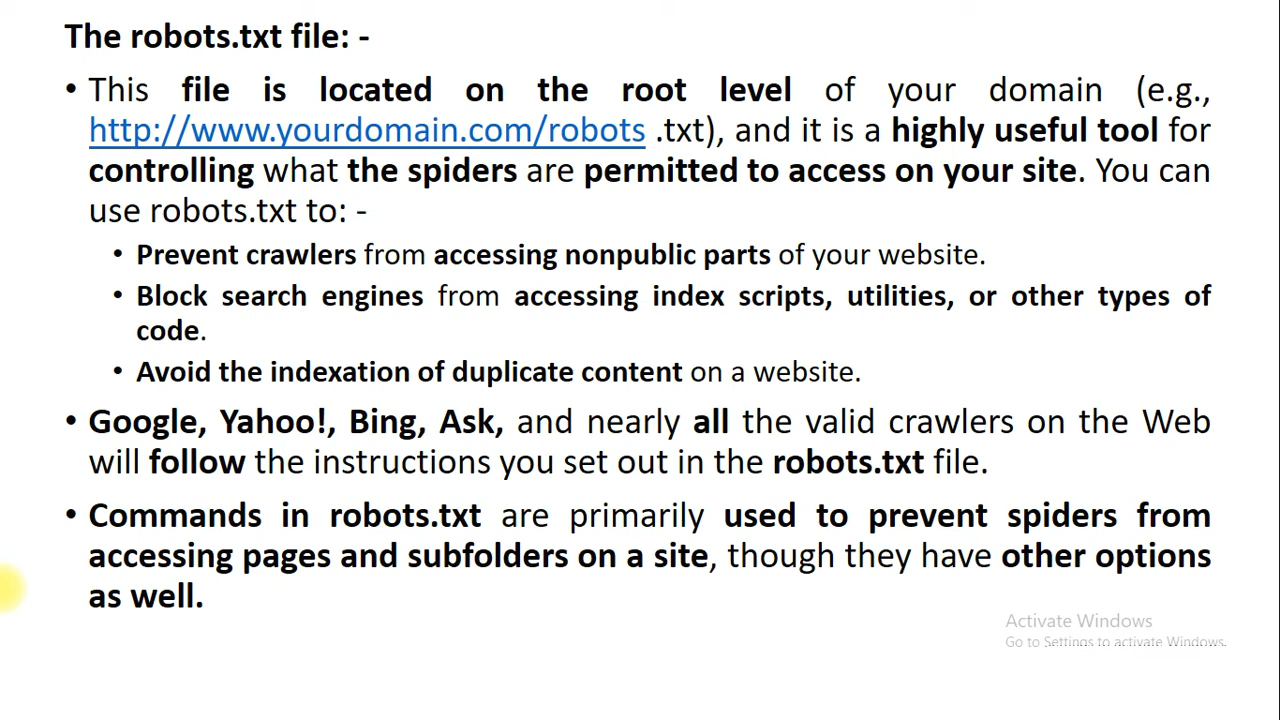 The robots.txt file: -
• This file is located on the root level of your domain (e.g.,
http://www.yourdomain.com/robots .txt), and it is a highly useful tool for
controlling what the spiders are permitted to access on your site. You can
use robots.txt to: -
• Prevent crawlers from accessing nonpublic parts of your website.
• Block search engines from accessing index scripts, utilities, or other types of
code.
• Avoid the indexation of duplicate content on a website.
• Google, Yahoo!, Bing, Ask, and nearly all the valid crawlers on the Web
will follow the instructions you set out in the robots.txt file.
• Commands in robots.txt are primarily used to prevent spiders from
accessing pages and subfolders on a site, though they have other options
as well.
Activate Windows
Go to Settings to activate Windows.